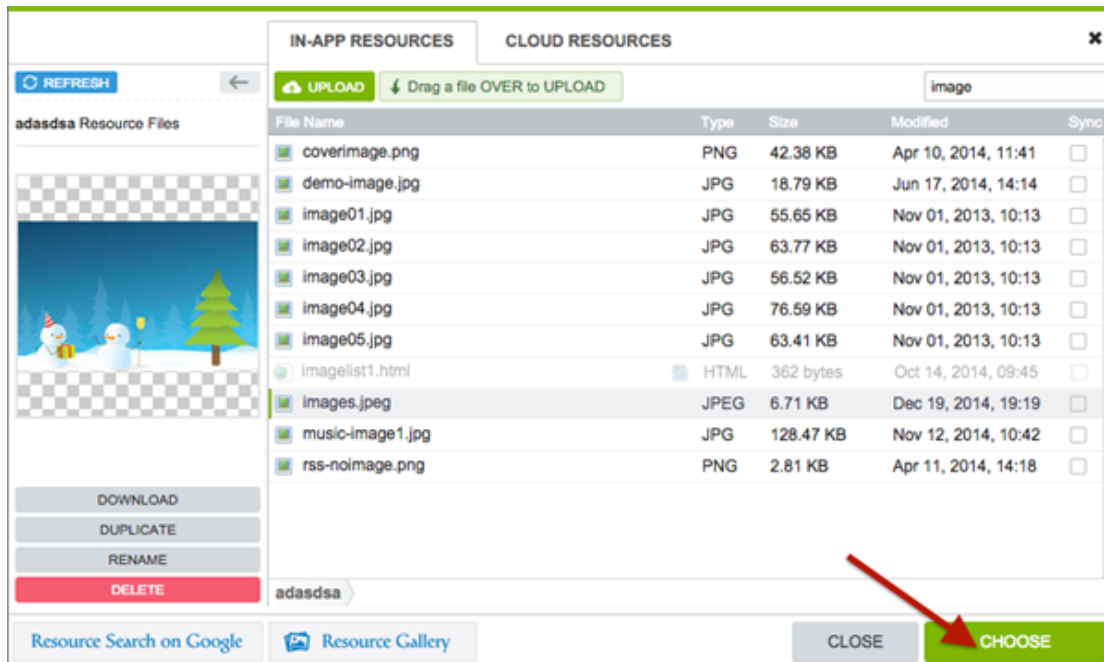 IN-APP RESOURCES CLOUD RESOURCES
REFRESH
UPLOAD Drag a file OVER to UPLOAD image
adasdsa Resource Files
File Name Type Size Modified Sync
coverimage.png PNG 42.38 KB Apr 10, 2014, 11:41
demo-image.jpg JPG 18.79 KB Jun 17, 2014, 14:14
image01.jpg JPG 55.65 KB Nov 01, 2013, 10:13
image02.jpg JPG 63.77 KB Nov 01, 2013, 10:13
image03.jpg JPG 56.52 KB Nov 01, 2013, 10:13
image04.jpg JPG 76.59 KB Nov 01, 2013, 10:13
image05.jpg JPG 63.41 KB Nov 01, 2013, 10:13
imagelist1.html HTML 362 bytes Oct 14, 2014, 09:45
images.jpeg JPEG 6.71 KB Dec 19, 2014, 19:19
music-image1.jpg JPG 128.47 KB Nov 12, 2014, 10:42
rss-noimage.png PNG 2.81 KB Apr 11, 2014, 14:18
DOWNLOAD
DUPLICATE
RENAME
DELETE
adasdsa
Resource Search on Google Resource Gallery CLOSE CHOOSE